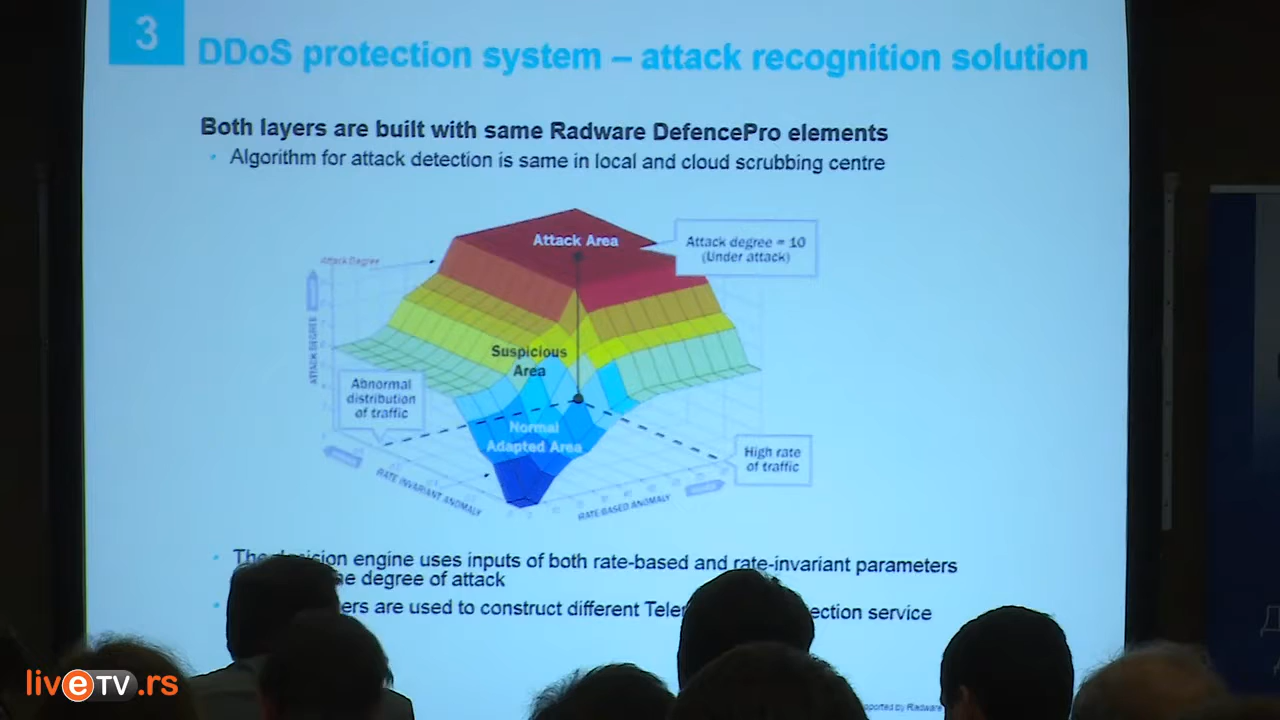 3
DDoS protection system – attack recognition solution
Both layers are built with same Radware DefencePro elements
• Algorithm for attack detection is same in local and cloud scrubbing centre
Attack Area
Attack degree = 10
(Under attack)
Attack Degree
ATTACK DEGREE
Suspicious
Area
Abnormal
distribution
of traffic
Normal
Adapted Area
High rate
of traffic
RATE INVARIANT ANOMALY
RATE-BASED ANOMALY
• engine uses inputs of both rate-based and rate-invariant parameters
degree of attack
• are used to construct different service
livetv.rs
by Radware